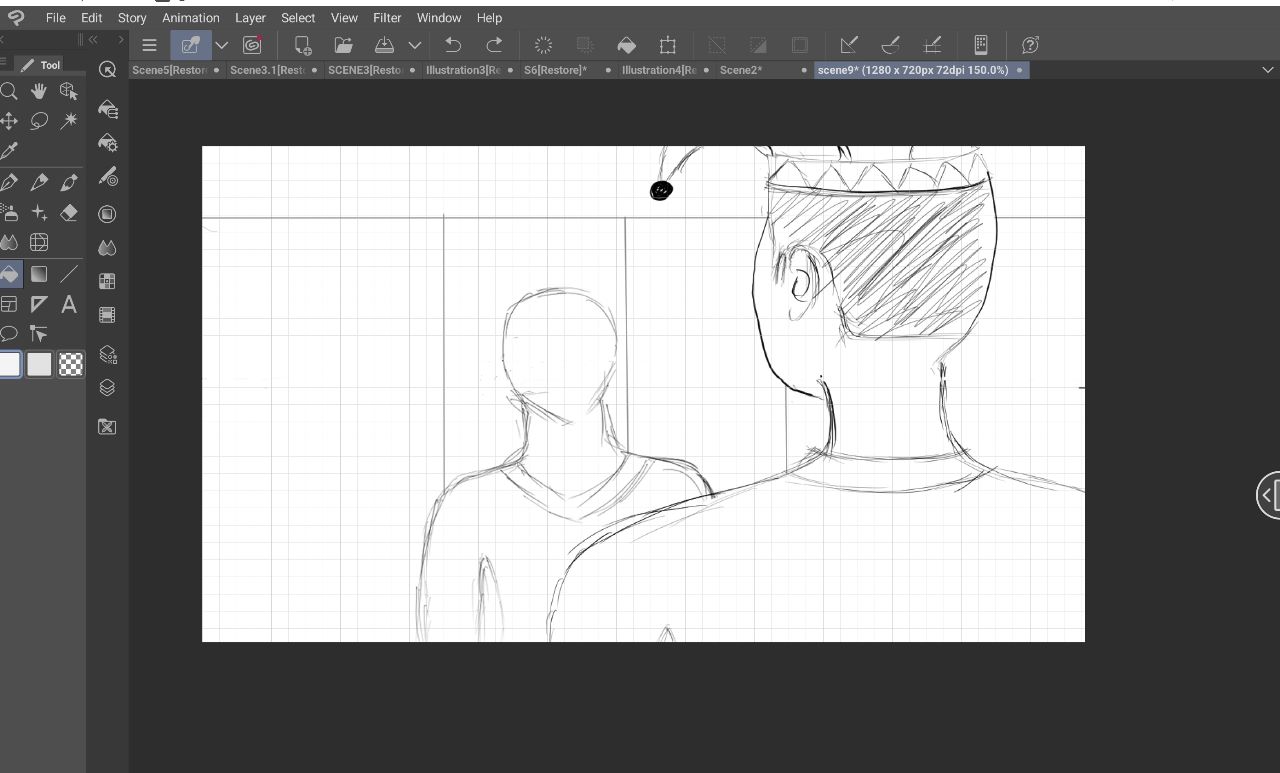 File Edit Story Animation Layer Select View Filter Window Help
Tool
Scene5[Restor Scene3.1[Rest SCENE3[Resto Illustration3[Re S6[Restore]* Illustration4[Re Scene2* scene9* (1280 x 720px 72dpi 150.0%)